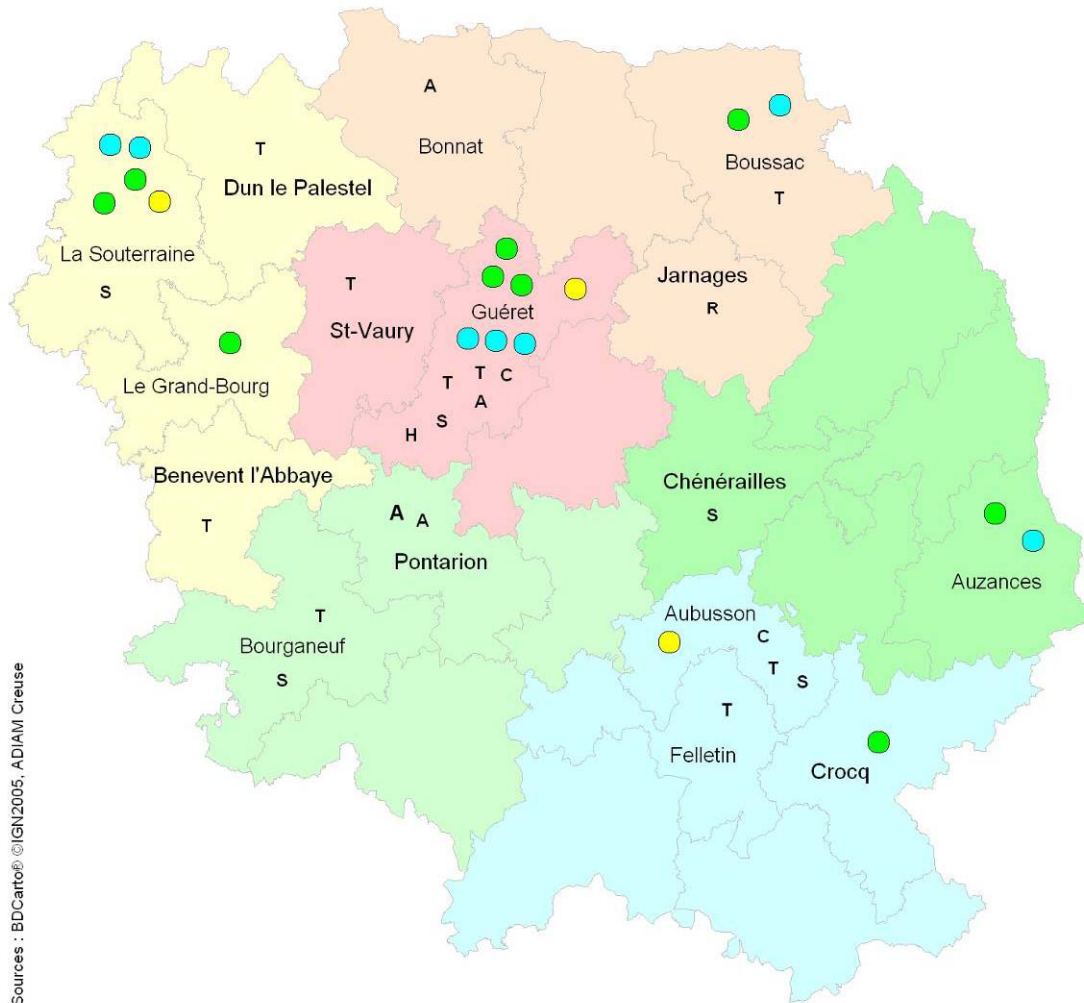 A
Bonnat
Boussac
T
T
Dun le Palestel
La Souterraine
S
T
St-Vaury
Guéret
Jarnages
R
T
T
C
S
A
H
Le Grand-Bourg
Benevent l'Abbaye
T
Chénérailles
S
A
A
Pontarion
Auzances
Aubusson
C
T
S
T
Bourganeuf
S
T
Felletin
Crocq
Sources : BDCarto® ©IGN2005, ADIAM Creuse